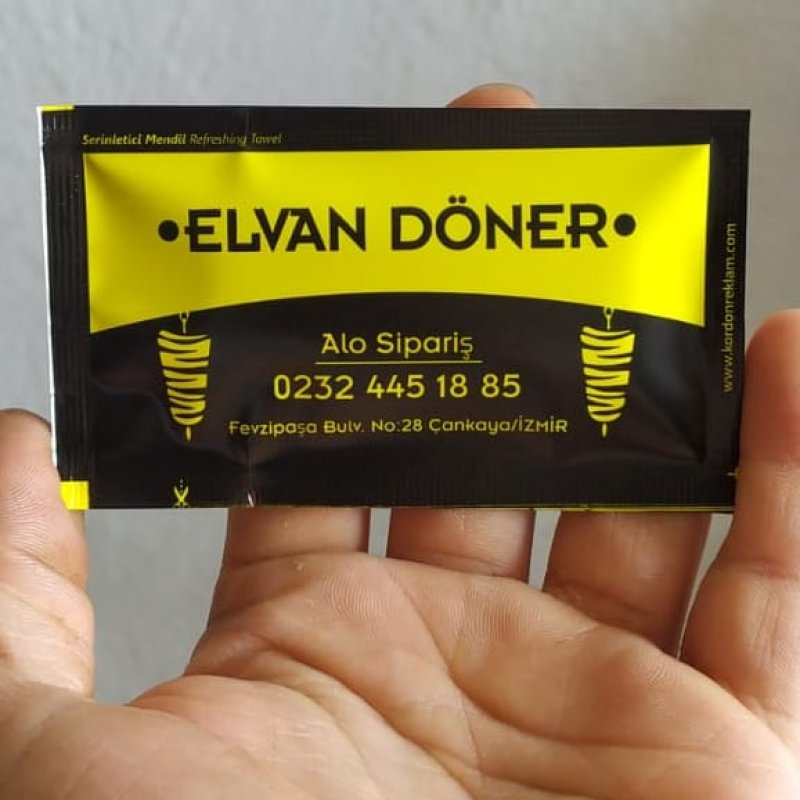 Serinletici Mendil Refreshing Towel
•ELVAN DÖNER•
Alo Sipariş
0232 445 18 85
Fevzipaşa Bulv. No:28 Çankaya/İZMİR
www.kordonreklam.com